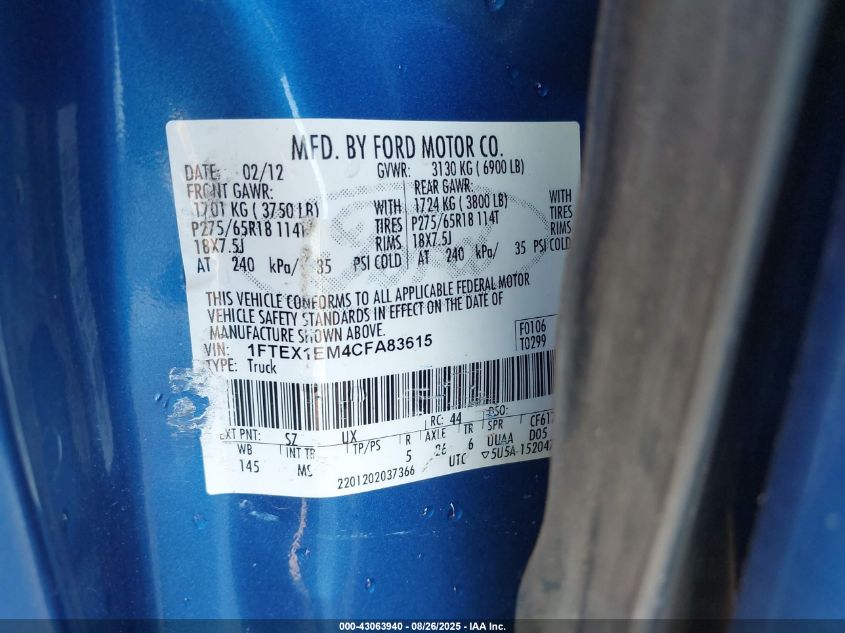 MFD. BY FORD MOTOR CO.
DATE: 02/12 GVWR: 3130 KG ( 6900 LB)
FRONT GAWR: REAR GAWR:
1701 KG ( 3750 LB) WITH 1724 KG ( 3800 LB) WITH
P275/65R18 114T TIRES P275/65R18 114T TIRES
18X7.5J RIMS 18X7.5J RIMS
AT 240 kPa/ 35 PSI COLD AT 240 kPa/ 35 PSI COLD
THIS VEHICLE CONFORMS TO ALL APPLICABLE FEDERAL MOTOR
VEHICLE SAFETY STANDARDS IN EFFECT ON THE DATE OF
MANUFACTURE SHOWN ABOVE.
F0106
T0299
VIN: 1FTEX1EM4CFA83615
TYPE: Truck
EXT PNT: SZ UX RC: 44 DSO:
WB INT TR TP/PS R AXLE TR SPR CF617
145 MS 5 26 6 UUAA D05
2201202037366 UTC ▽5U5A-152047
000-43063940 - 08/26/2025 - IAA Inc.